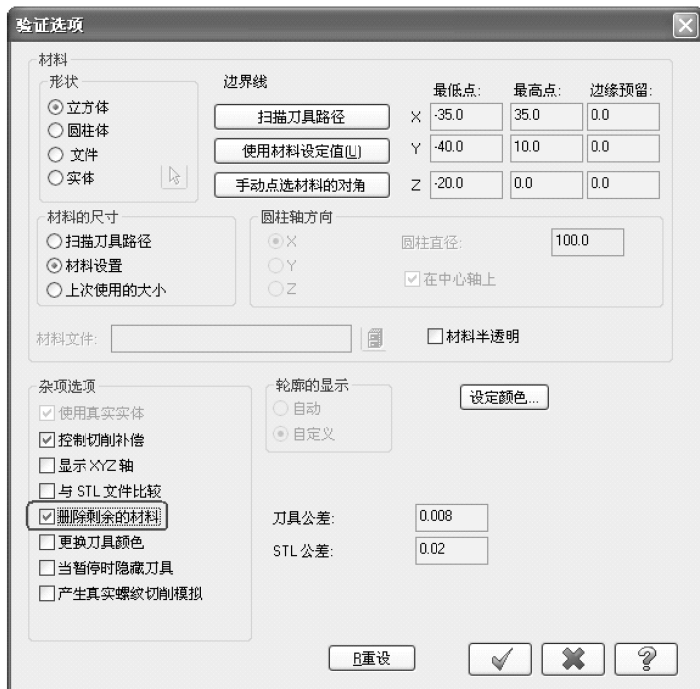 验证选项
材料
形状
立方体
圆柱体
文件
实体
边界线
扫描刀具路径
使用材料设定值(L)
手动点选材料的对角
最低点: 最高点: 边缘预留:
X -35.0 35.0 0.0
Y -40.0 10.0 0.0
Z -20.0 0.0 0.0
材料的尺寸
扫描刀具路径
材料设置
上次使用的大小
圆柱轴方向
X
Y
Z
圆柱直径: 100.0
在中心轴上
材料文件:
材料半透明
杂项选项
使用真实实体
控制切削补偿
显示 XYZ 轴
与 STL 文件比较
删除剩余的材料
更换刀具颜色
当暂停时隐藏刀具
产生真实螺纹切削模拟
轮廓的显示
自动
自定义
设定颜色...
刀具公差: 0.008
STL 公差: 0.02
R重设